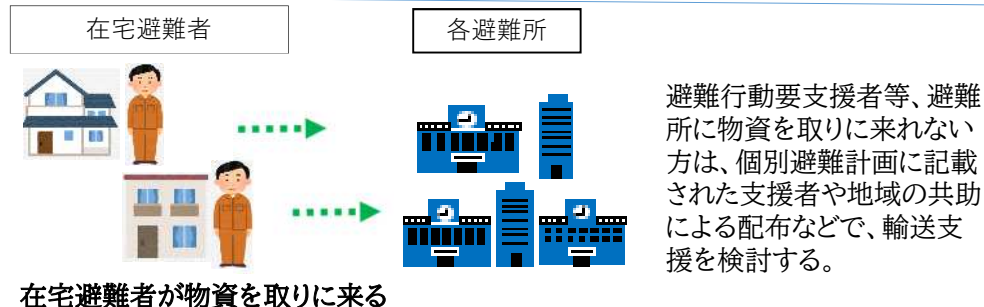 在宅避難者
各避難所
避難行動要支援者等、避難
所に物資を取りに来れない
方は、個別避難計画に記載
された支援者や地域の共助
による配布などで、輸送支
援を検討する。
在宅避難者が物資を取りに来る